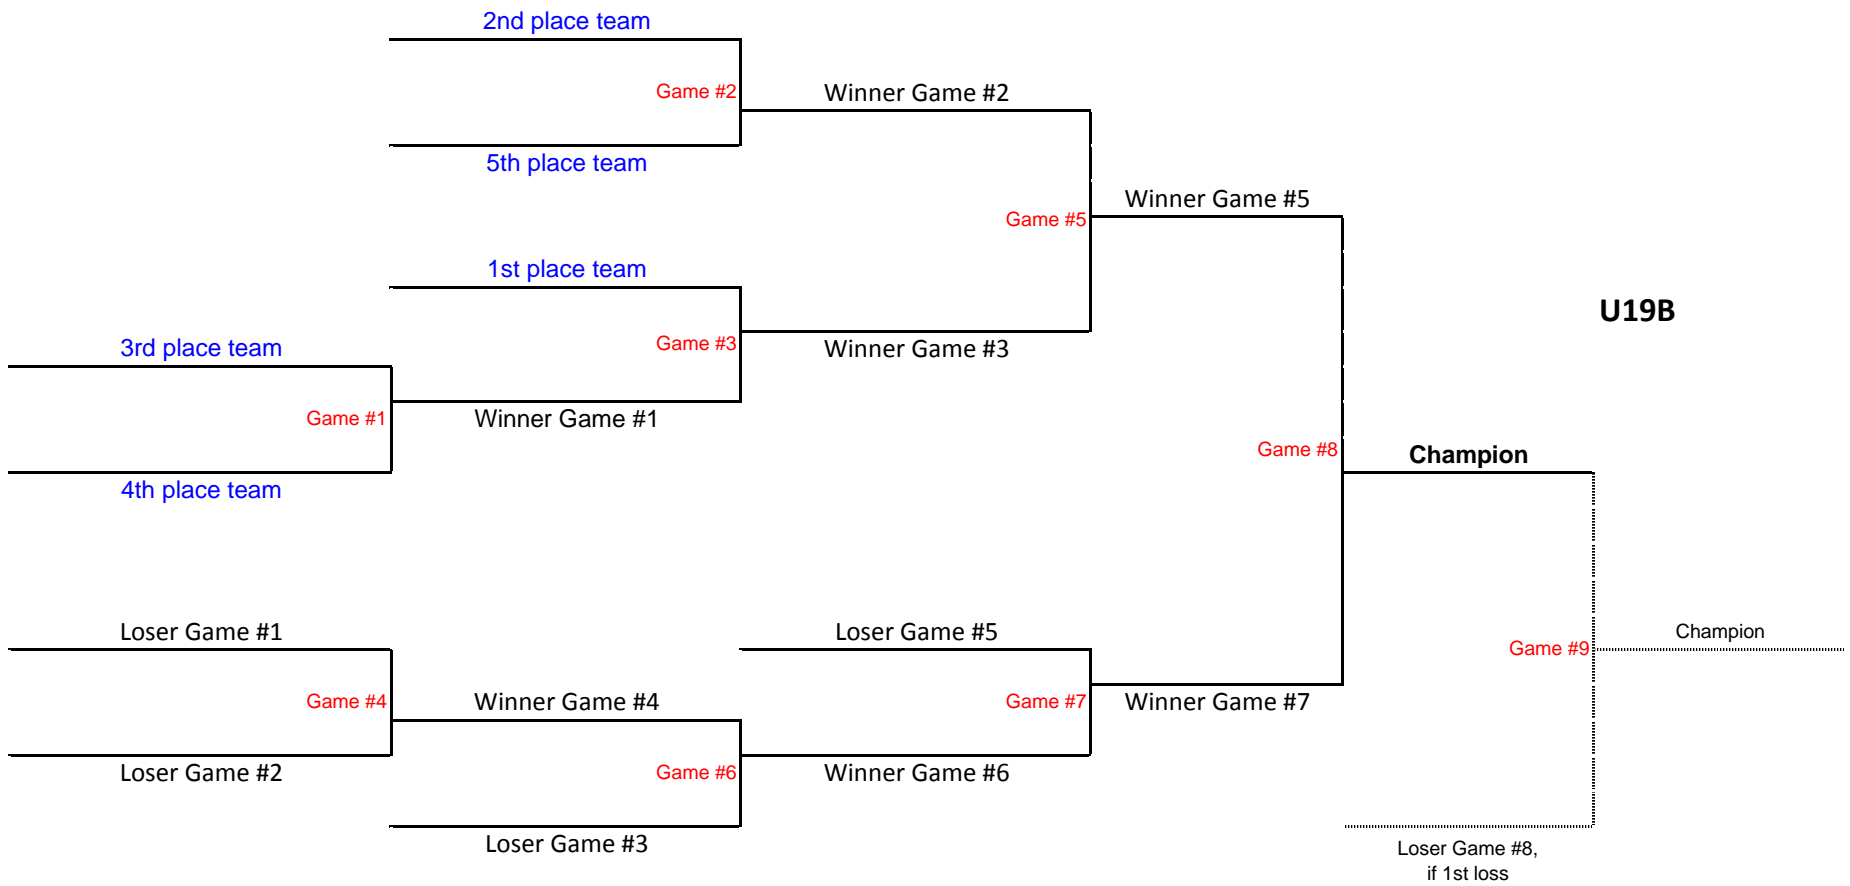 2nd place team
Game #2
Winner Game #2
5th place team
Winner Game #5
Game #5
1st place team
U19B
3rd place team
Game #3
Winner Game #3
Game #1
Winner Game #1
4th place team
Game #8
Champion
Loser Game #1
Loser Game #5
Champion
Game #9
Game #4
Winner Game #4
Game #7
Winner Game #7
Loser Game #2
Game #6
Winner Game #6
Loser Game #3
Loser Game #8,
if 1st loss